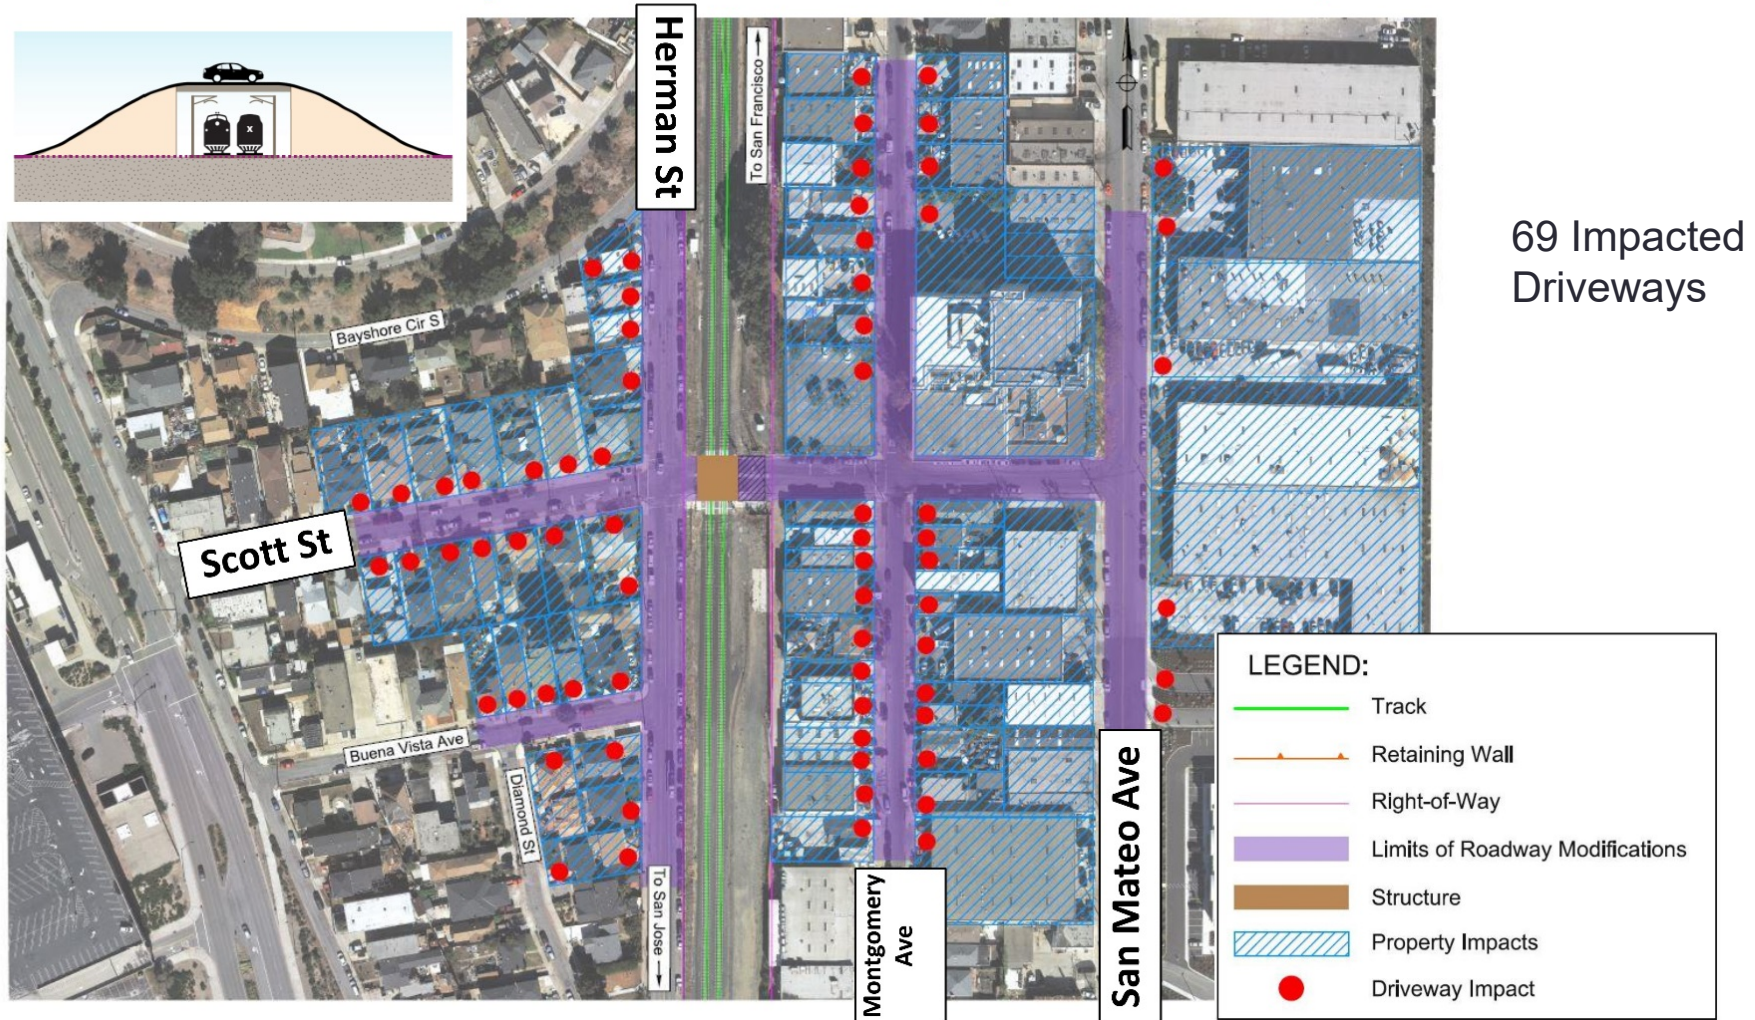 Herman St
To San Francisco
X
69 Impacted
Driveways
Bayshore Cir S
Scott St
Buena Vista Ave
Diamond St
To San Jose
Montgomery
Ave
San Mateo Ave
LEGEND:
Track
Retaining Wall
Right-of-Way
Limits of Roadway Modifications
Structure
Property Impacts
Driveway Impact